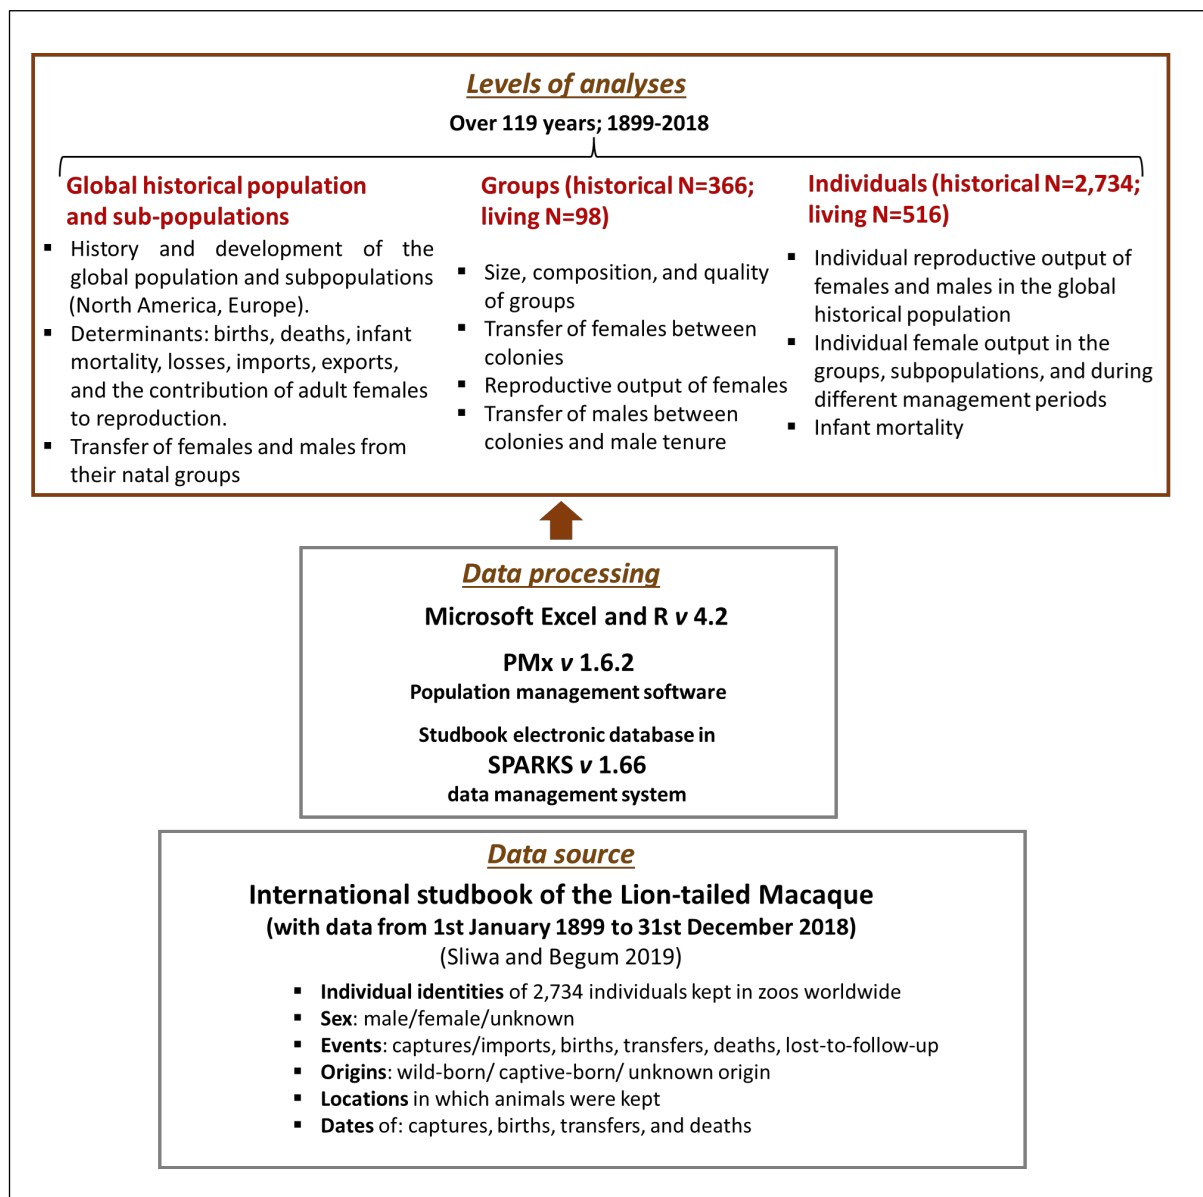 Levels of analyses
Over 119 years; 1899-2018
Global historical population
and sub-populations
▪ History and development of the
global population and subpopulations
(North America, Europe).
▪ Determinants: births, deaths, infant
mortality, losses, imports, exports,
and the contribution of adult females
to reproduction.
▪ Transfer of females and males from
their natal groups
Groups (historical N=366;
living N=98)
▪ Size, composition, and quality
of groups
▪ Transfer of females between
colonies
▪ Reproductive output of females
▪ Transfer of males between
colonies and male tenure
Individuals (historical N=2,734;
living N=516)
▪ Individual reproductive output of
females and males in the global
historical population
▪ Individual female output in the
groups, subpopulations, and during
different management periods
▪ Infant mortality
Data processing
Microsoft Excel and R v 4.2
PMx v 1.6.2
Population management software
Studbook electronic database in
SPARKS v 1.66
data management system
Data source
International studbook of the Lion-tailed Macaque
(with data from 1st January 1899 to 31st December 2018)
(Sliwa and Begum 2019)
▪ Individual identities of 2,734 individuals kept in zoos worldwide
▪ Sex: male/female/unknown
▪ Events: captures/imports, births, transfers, deaths, lost-to-follow-up
▪ Origins: wild-born/ captive-born/ unknown origin
▪ Locations in which animals were kept
▪ Dates of: captures, births, transfers, and deaths